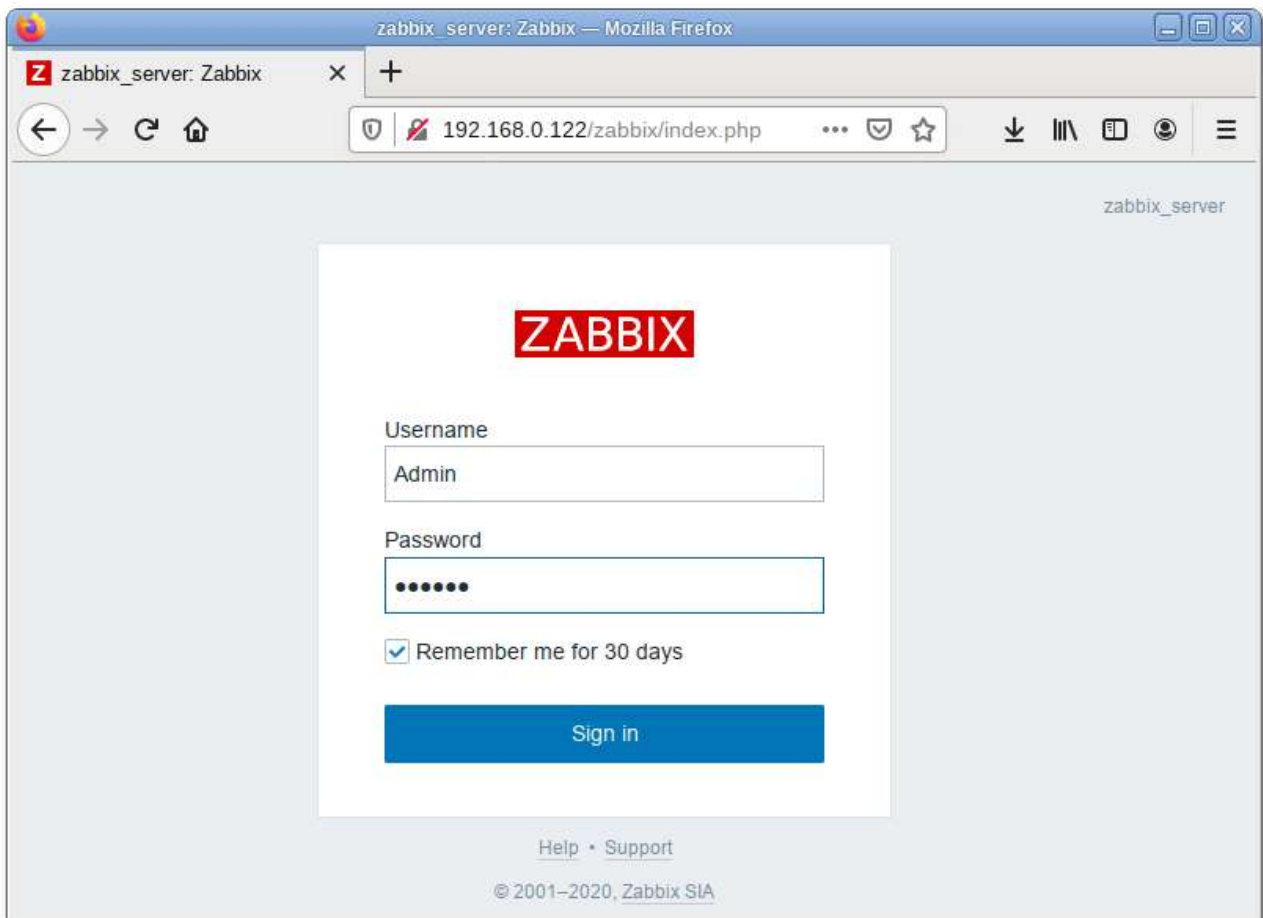 zabbix_server: Zabbix — Mozilla Firefox
Z zabbix_server: Zabbix
192.168.0.122/zabbix/index.php
zabbix_server
ZABBIX
Username
Admin
Password
••••••
Remember me for 30 days
Sign in
Help • Support
© 2001–2020, Zabbix SIA